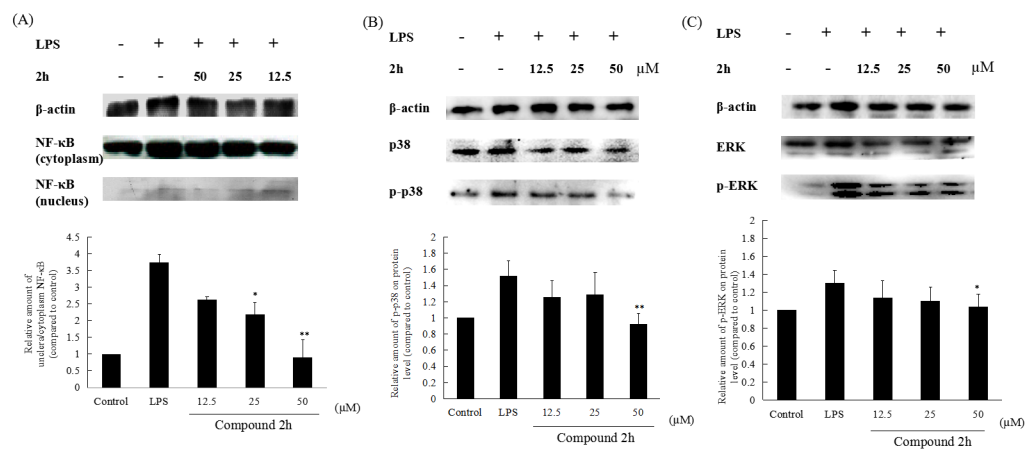 (A)
LPS - + + + +
2h - - 50 25 12.5
β-actin
NF-κB
(cytoplasm)
NF-κB
(nucleus)
Relative amount of
unclera/cytoplasm NF-κB
(compared to control)
4.5
4
3.5
3
2.5
2
1.5
1
0.5
0
*
**
Control LPS 12.5 25 50 (μM)
Compound 2h
(B)
LPS - + + + +
2h - - 12.5 25 50 μM
β-actin
p38
p-p38
Relative amount of p-p38 on protein
level (compared to control)
2
1.8
1.6
1.4
1.2
1
0.8
0.6
0.4
0.2
0
**
Control LPS 12.5 25 50
(μM)
Compound 2h
(C)
LPS - + + + +
2h - - 12.5 25 50 μM
β-actin
ERK
p-ERK
Relative amount of p-ERK on protein
level (compared to control)
2
1.8
1.6
1.4
1.2
1
0.8
0.6
0.4
0.2
0
*
Control LPS 12.5 25 50
(μM)
Compound 2h